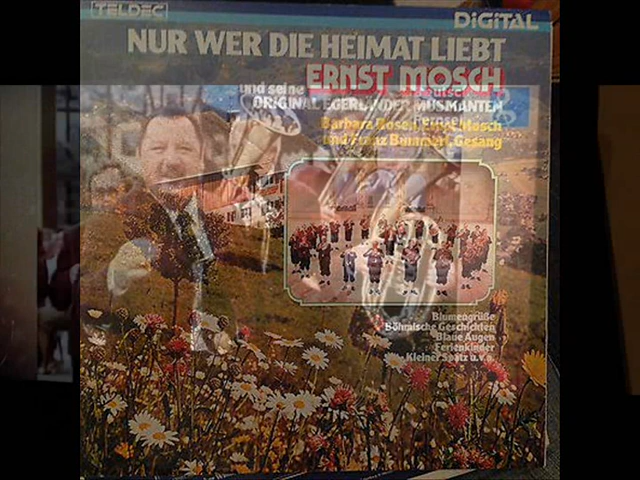 TELDEC
DIGITAL
NUR WER DIE HEIMAT LIEBT
ERNST MOSCH
und seine
ORIGINAL EGERLÄNDER MUSIKANTEN
Barbara Rosen, Ernst Mosch
und Franz Bummerl, Gesang
Blumengrüße
Böhmische Geschichten
Blaue Augen
Ferienkinder
Kleiner Spatz u.v.a.